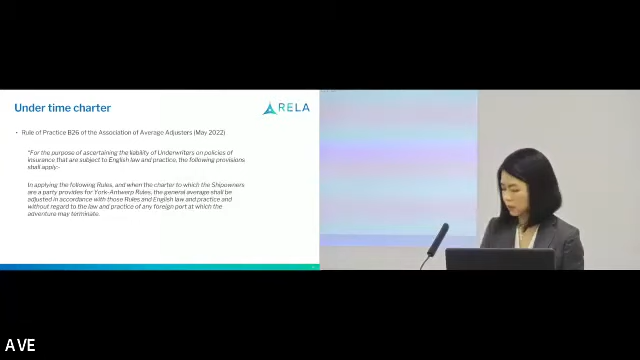 Under time charter
RELA
• Rule of Practice B26 of the Association of Average Adjusters (May 2022)
"For the purpose of ascertaining the liability of Underwriters on policies of
insurance that are subject to English law and practice, the following provisions
shall apply:-
In applying the following Rules, and when the charter to which the Shipowners
are a party provides for York-Antwerp Rules, the general average shall be
adjusted in accordance with those Rules and English law and practice and
without regard to the law and practice of any foreign port at which the
adventure may terminate.
AVE